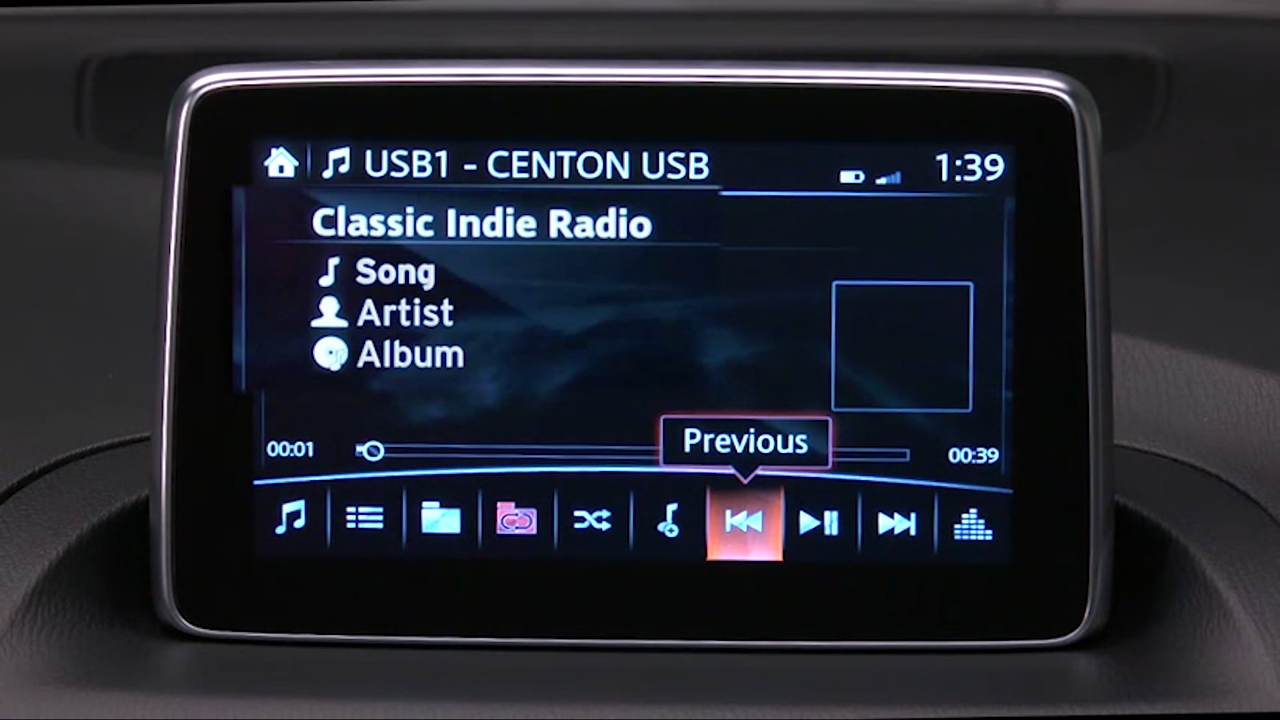 USB1 - CENTON USB 1:39
Classic Indie Radio
Song
Artist
Album
Previous
00:01 00:39